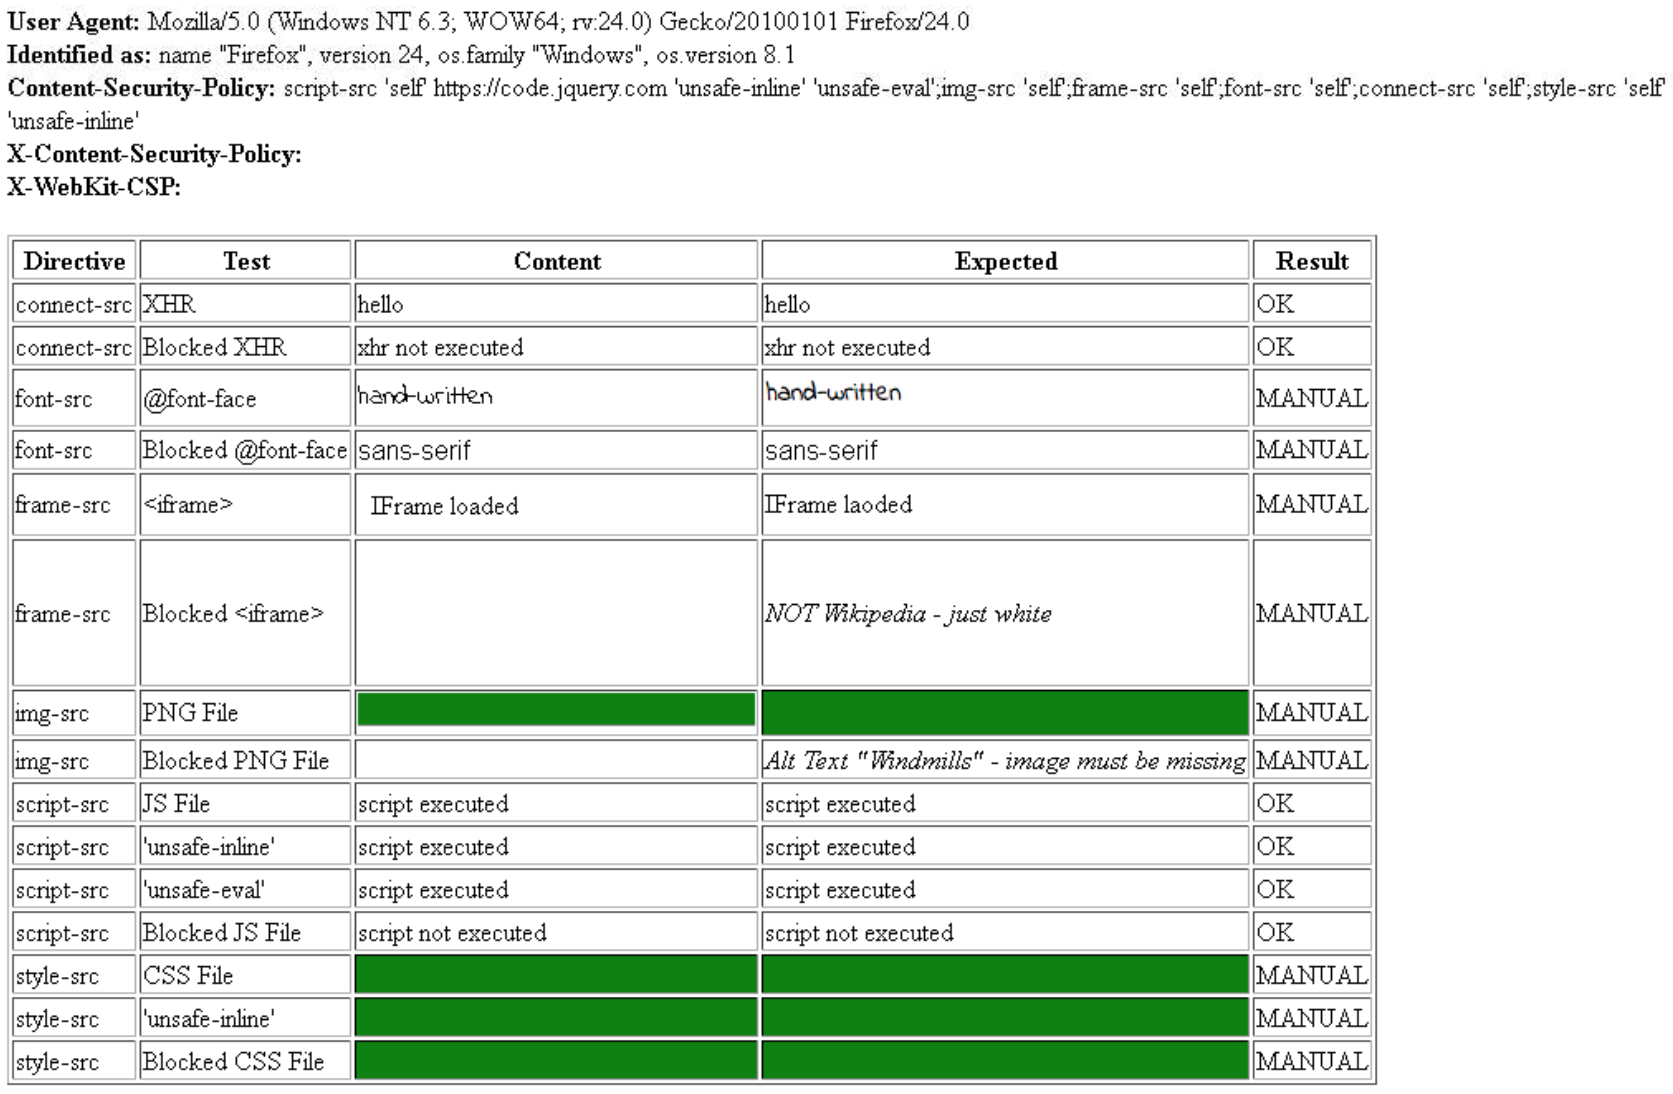 User Agent: Mozilla/5.0 (Windows NT 6.3; WOW64; rv:24.0) Gecko/20100101 Firefox/24.0
Identified as: name "Firefox", version 24, os.family "Windows", os.version 8.1
Content-Security-Policy: script-src 'self' https://code.jquery.com 'unsafe-inline' 'unsafe-eval';img-src 'self';frame-src 'self';font-src 'self';connect-src 'self';style-src 'self'
'unsafe-inline'
X-Content-Security-Policy:
X-WebKit-CSP:
Directive Test Content Expected Result
connect-src XHR hello hello OK
connect-src Blocked XHR xhr not executed xhr not executed OK
font-src @font-face hand-written hand-written MANUAL
font-src Blocked @font-face sans-serif sans-serif MANUAL
frame-src <iframe> IFrame loaded IFrame laoded MANUAL
frame-src Blocked <iframe> NOT Wikipedia - just white MANUAL
img-src PNG File MANUAL
img-src Blocked PNG File Alt Text "Windmills" - image must be missing MANUAL
script-src JS File script executed script executed OK
script-src 'unsafe-inline' script executed script executed OK
script-src 'unsafe-eval' script executed script executed OK
script-src Blocked JS File script not executed script not executed OK
style-src CSS File MANUAL
style-src 'unsafe-inline' MANUAL
style-src Blocked CSS File MANUAL